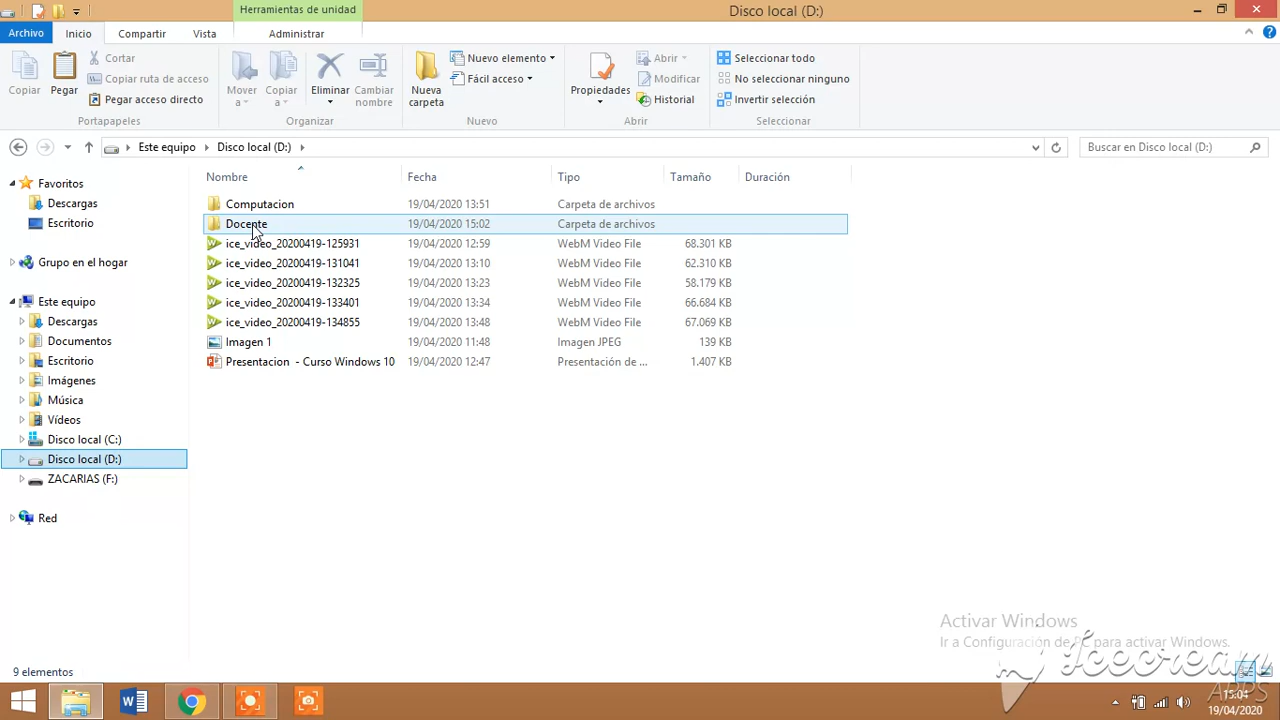 Herramientas de unidad
Disco local (D:)
Archivo
Inicio
Compartir
Vista
Administrar
Copiar
Pegar
Cortar
Copiar ruta de acceso
Pegar acceso directo
Portapapeles
Mover a
Copiar a
Eliminar
Cambiar nombre
Organizar
Nueva carpeta
Nuevo elemento
Fácil acceso
Nuevo
Propiedades
Abrir
Modificar
Historial
Abrir
Seleccionar todo
No seleccionar ninguno
Invertir selección
Seleccionar
Este equipo
Disco local (D:)
Buscar en Disco local (D:)
Favoritos
Descargas
Escritorio
Grupo en el hogar
Este equipo
Descargas
Documentos
Escritorio
Imágenes
Música
Vídeos
Disco local (C:)
Disco local (D:)
ZACARIAS (F:)
Red
Nombre Fecha Tipo Tamaño Duración
Computacion 19/04/2020 13:51 Carpeta de archivos
Docente 19/04/2020 15:02 Carpeta de archivos
ice_video_20200419-125931 19/04/2020 12:59 WebM Video File 68.301 KB
ice_video_20200419-131041 19/04/2020 13:10 WebM Video File 62.310 KB
ice_video_20200419-132325 19/04/2020 13:23 WebM Video File 58.179 KB
ice_video_20200419-133401 19/04/2020 13:34 WebM Video File 66.684 KB
ice_video_20200419-134855 19/04/2020 13:48 WebM Video File 67.069 KB
Imagen 1 19/04/2020 11:48 Imagen JPEG 139 KB
Presentacion - Curso Windows 10 19/04/2020 12:47 Presentación de ... 1.407 KB
Activar Windows
Ir a Configuración de PC para activar Windows.
Icecream
APPS
9 elementos
15:04
19/04/2020